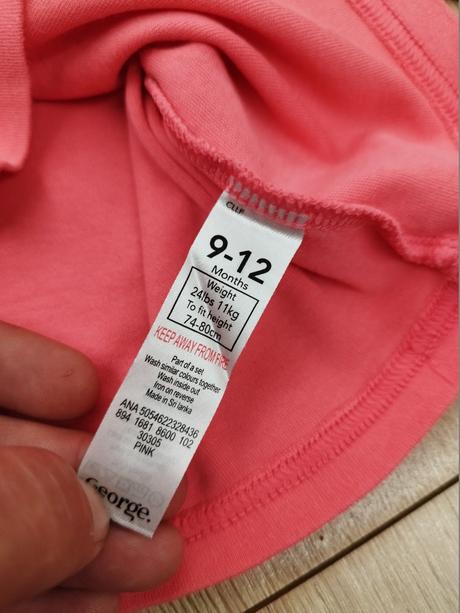 CLLF
9-12
Months
Weight
24lbs 11kg
To fit height
74-80cm
KEEP AWAY FROM FIRE
Part of a set
Wash similar colours together
Wash inside out
Iron on reverse
Made in Sri lanka
ANA 5054622328436
894 1681 8600 102
30305
PINK
George.